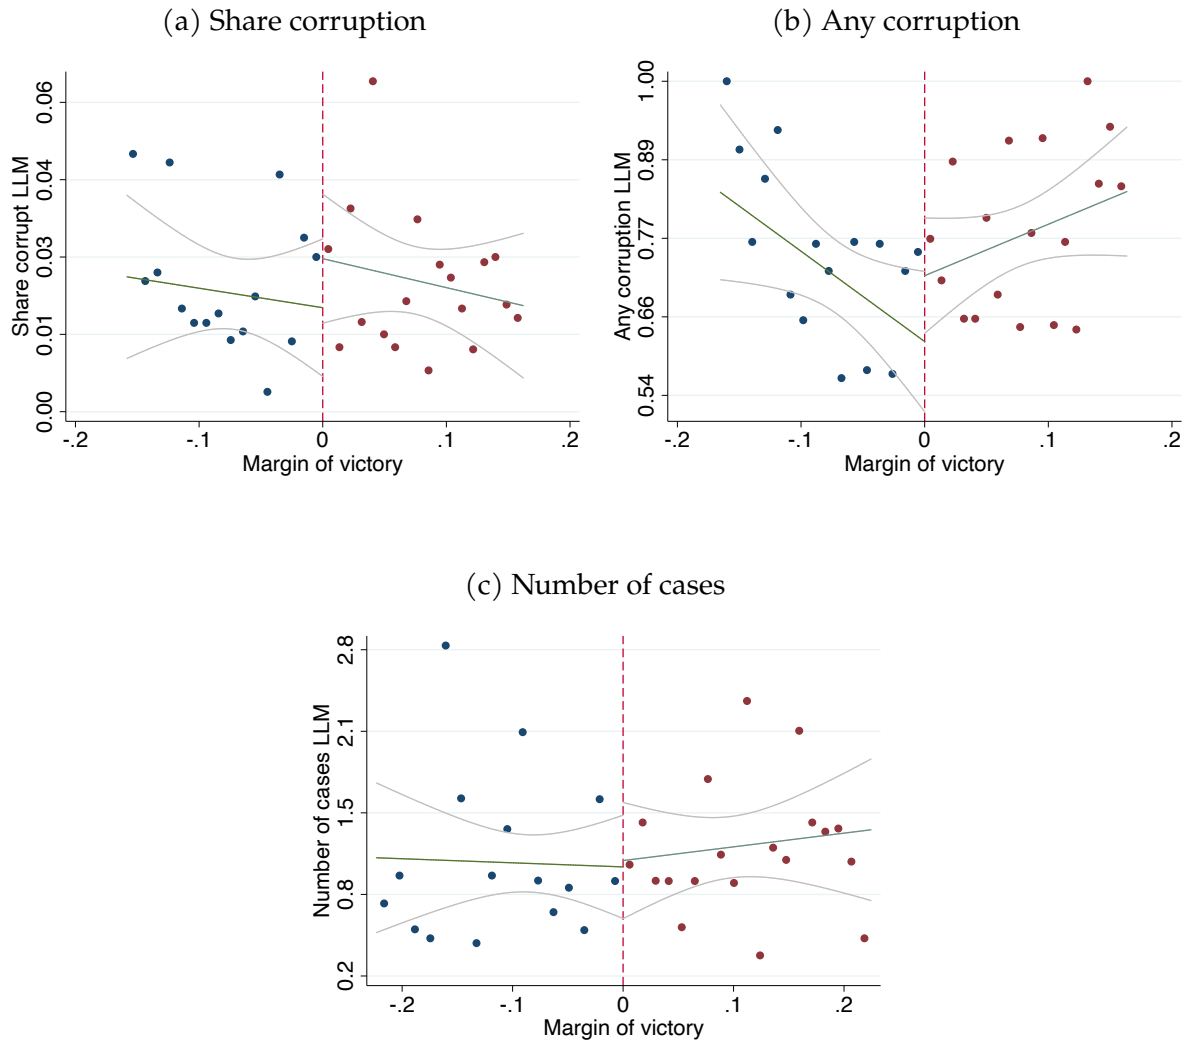 (a) Share corruption
Share corrupt LLM
0.06
0.04
0.03
0.01
0.00
-.2 -.1 0 .1 .2
Margin of victory
(b) Any corruption
Any corruption LLM
1.00
0.89
0.77
0.66
0.54
-.2 -.1 0 .1 .2
Margin of victory
(c) Number of cases
Number of cases LLM
2.8
2.1
1.5
0.8
0.2
-.2 -.1 0 .1 .2
Margin of victory